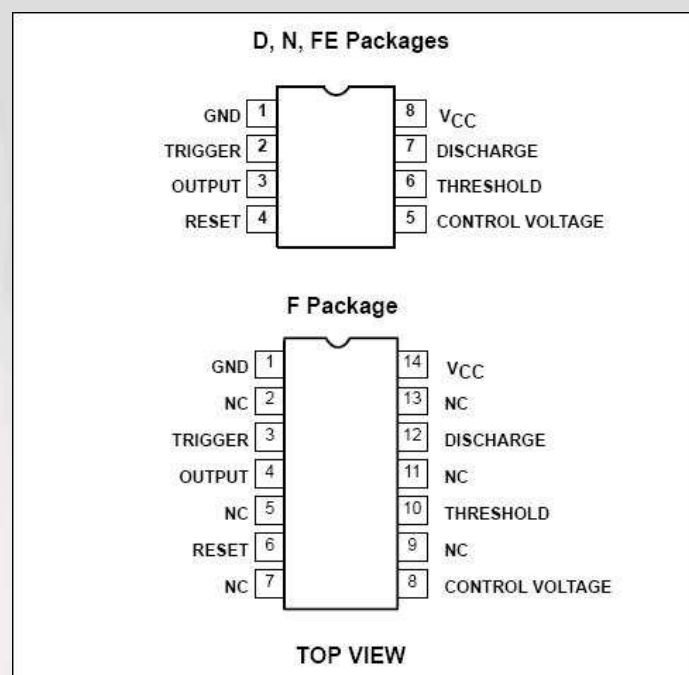 D, N, FE Packages
GND 1 8 VCC
TRIGGER 2 7 DISCHARGE
OUTPUT 3 6 THRESHOLD
RESET 4 5 CONTROL VOLTAGE
F Package
GND 1 14 VCC
NC 2 13 NC
TRIGGER 3 12 DISCHARGE
OUTPUT 4 11 NC
NC 5 10 THRESHOLD
RESET 6 9 NC
NC 7 8 CONTROL VOLTAGE
TOP VIEW